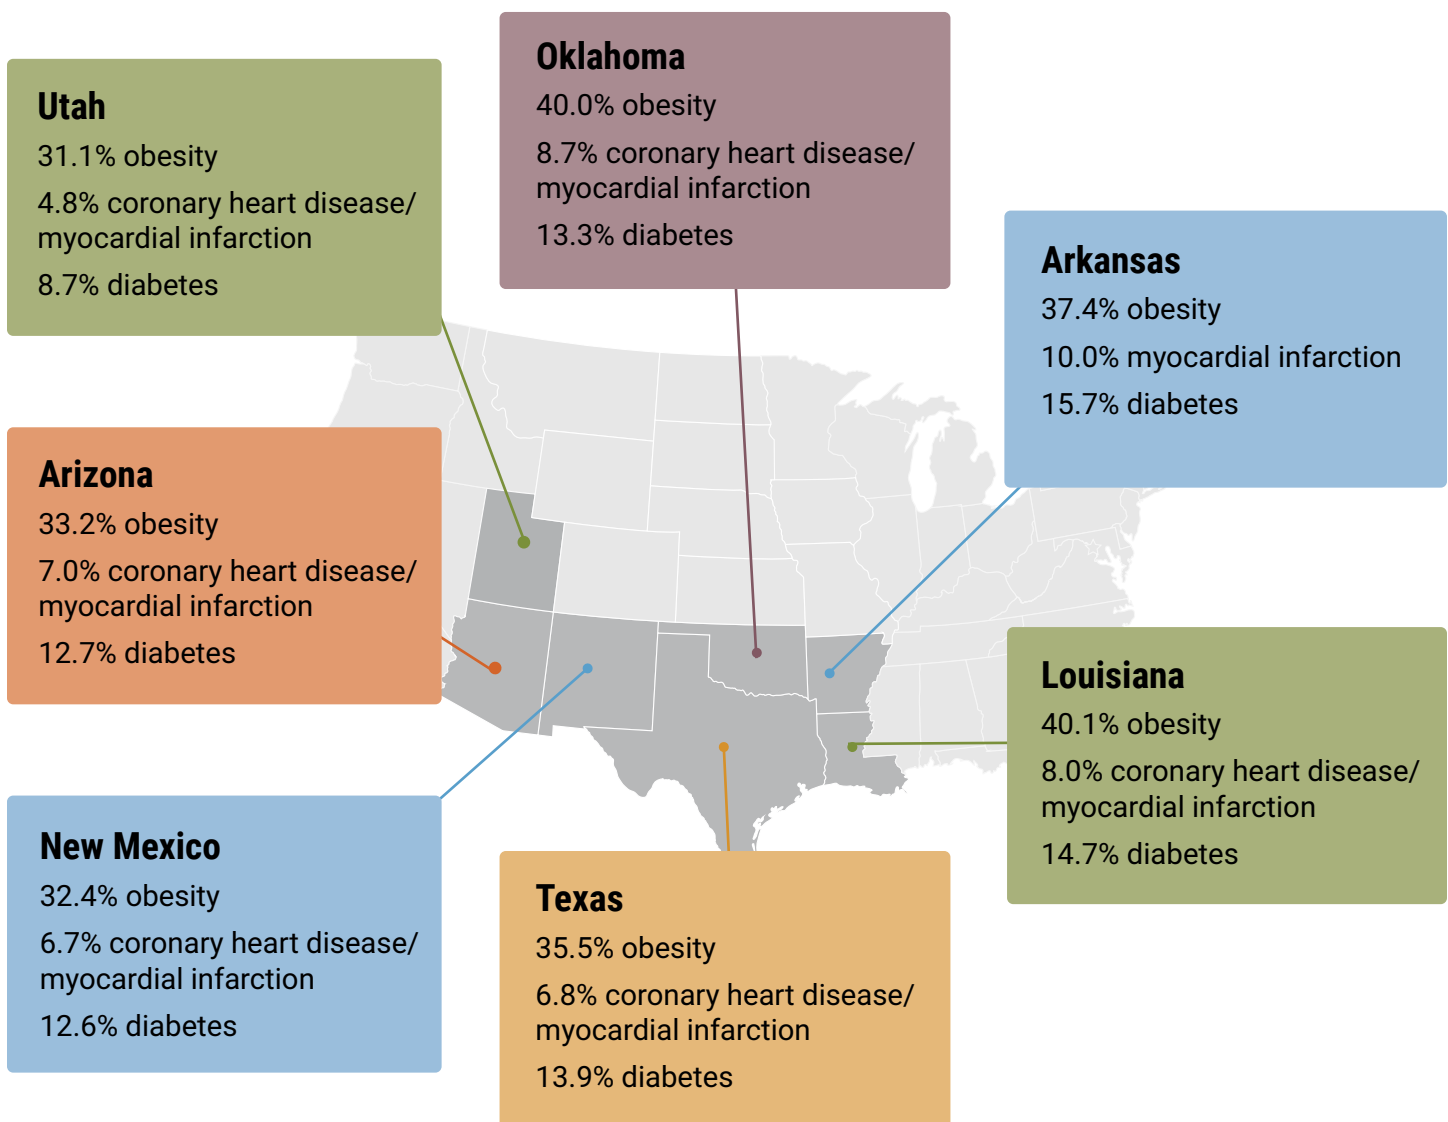 Oklahoma
40.0% obesity
8.7% coronary heart disease/
myocardial infarction
13.3% diabetes
Utah
31.1% obesity
4.8% coronary heart disease/
myocardial infarction
8.7% diabetes
Arkansas
37.4% obesity
10.0% myocardial infarction
15.7% diabetes
Arizona
33.2% obesity
7.0% coronary heart disease/
myocardial infarction
12.7% diabetes
Louisiana
40.1% obesity
8.0% coronary heart disease/
myocardial infarction
14.7% diabetes
New Mexico
32.4% obesity
6.7% coronary heart disease/
myocardial infarction
12.6% diabetes
Texas
35.5% obesity
6.8% coronary heart disease/
myocardial infarction
13.9% diabetes